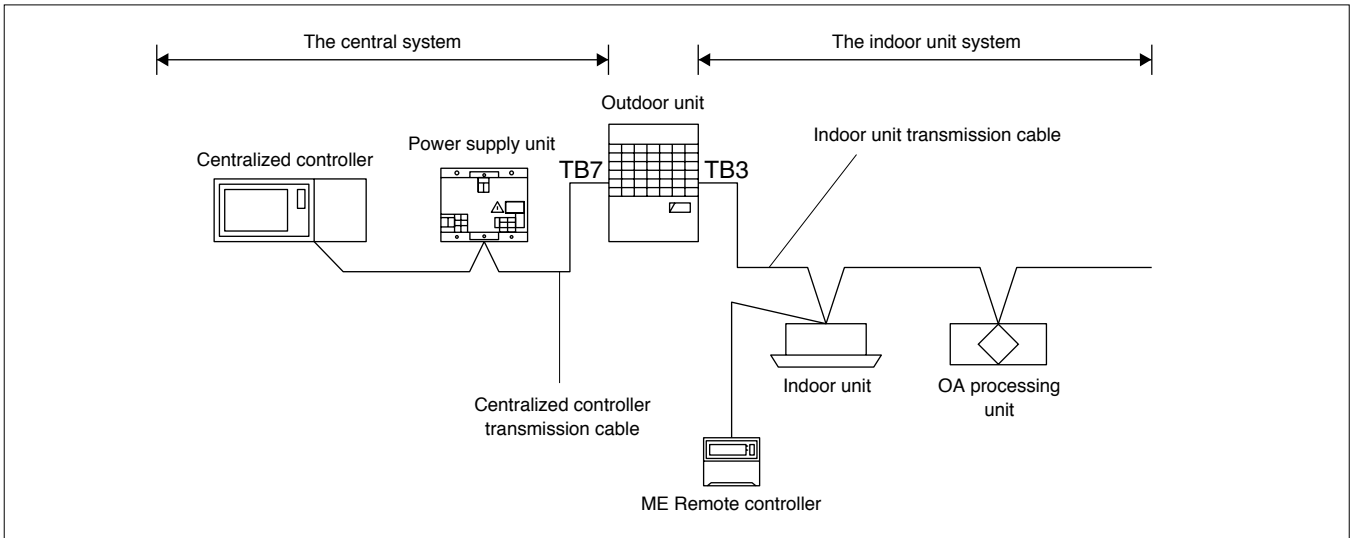 The central system
The indoor unit system
Outdoor unit
Indoor unit transmission cable
Power supply unit
Centralized controller
TB7
TB3
Indoor unit
OA processing
unit
Centralized controller
transmission cable
ME Remote controller